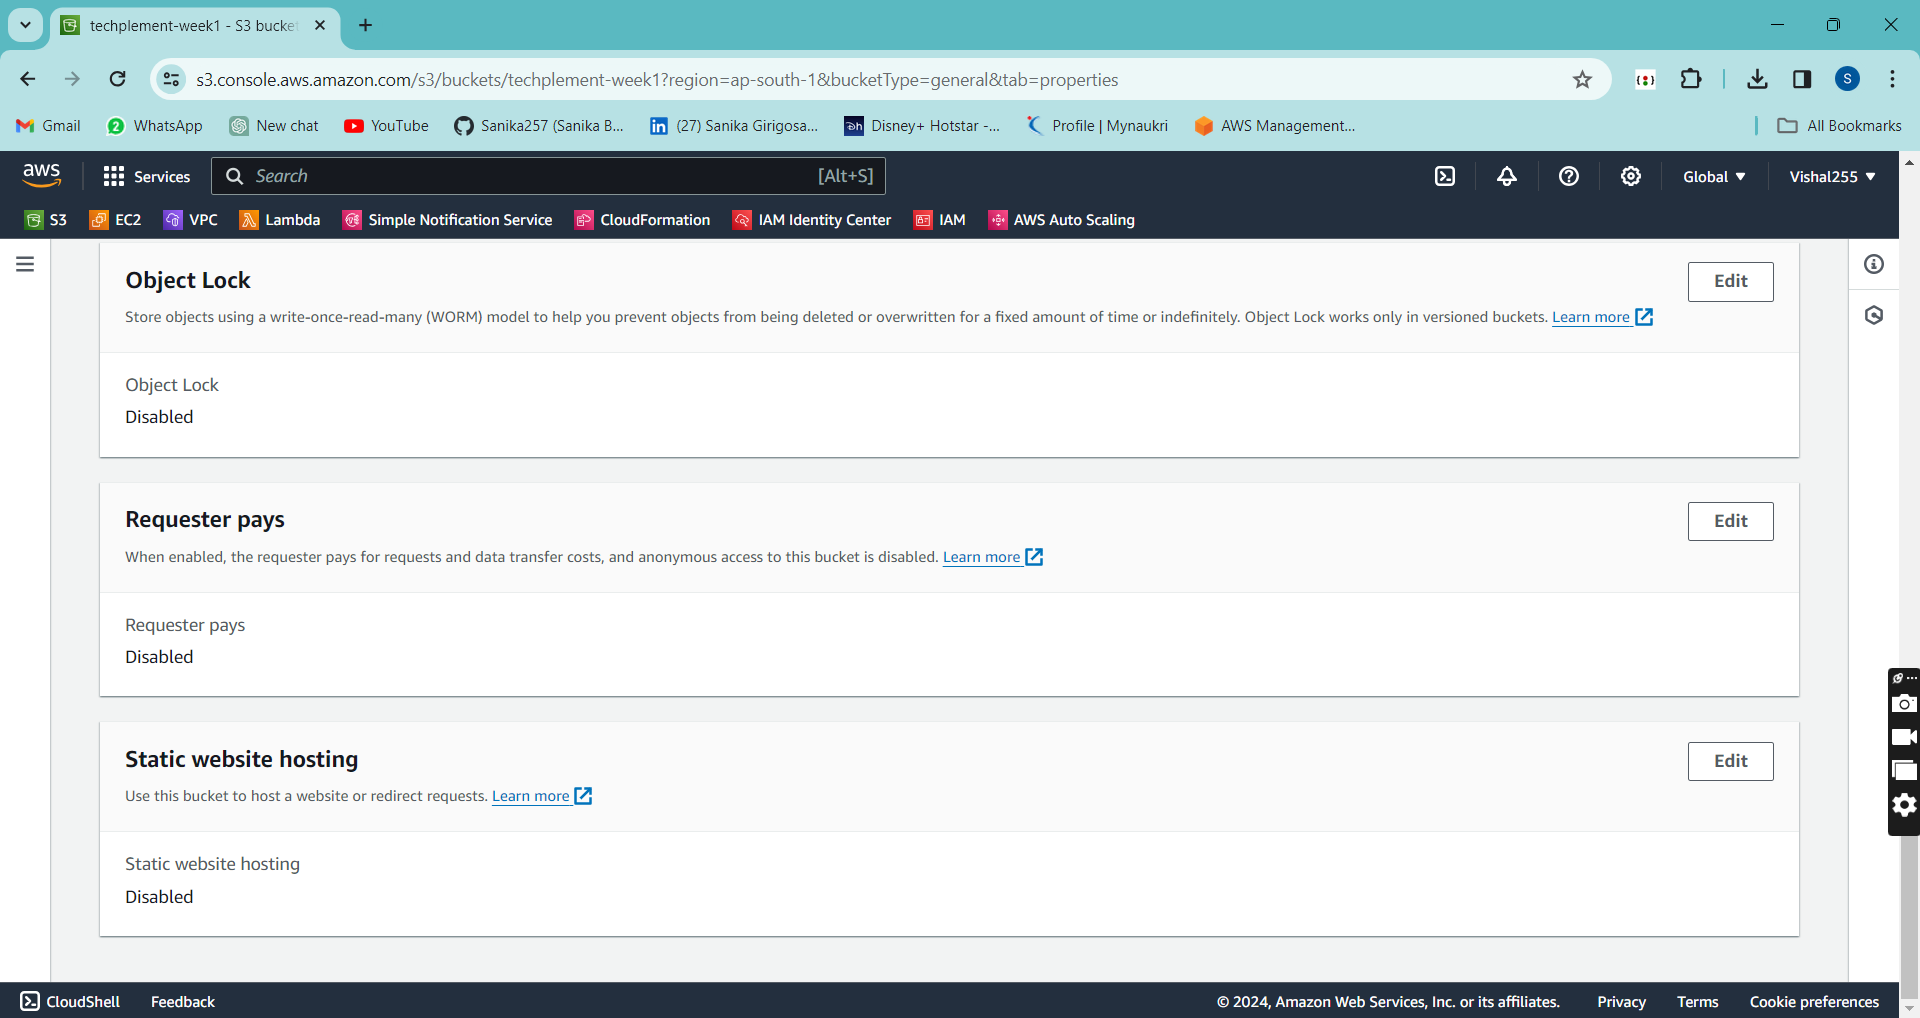 techplement-week1 - S3 bucket
s3.console.aws.amazon.com/s3/buckets/techplement-week1?region=ap-south-1&bucketType=general&tab=properties
S
Gmail
2
WhatsApp
New chat
YouTube
Sanika257 (Sanika B...
in
(27) Sanika Girigosa...
Dh
Disney+ Hotstar -...
Profile | Mynaukri
AWS Management...
All Bookmarks
aws
Services
Search
[Alt+S]
Global
Vishal255
S3
EC2
VPC
Lambda
Simple Notification Service
CloudFormation
IAM Identity Center
IAM
AWS Auto Scaling
Object Lock
Edit
Store objects using a write-once-read-many (WORM) model to help you prevent objects from being deleted or overwritten for a fixed amount of time or indefinitely. Object Lock works only in versioned buckets. Learn more
Object Lock
Disabled
Requester pays
Edit
When enabled, the requester pays for requests and data transfer costs, and anonymous access to this bucket is disabled. Learn more
Requester pays
Disabled
Static website hosting
Edit
Use this bucket to host a website or redirect requests. Learn more
Static website hosting
Disabled
CloudShell
Feedback
© 2024, Amazon Web Services, Inc. or its affiliates.
Privacy
Terms
Cookie preferences